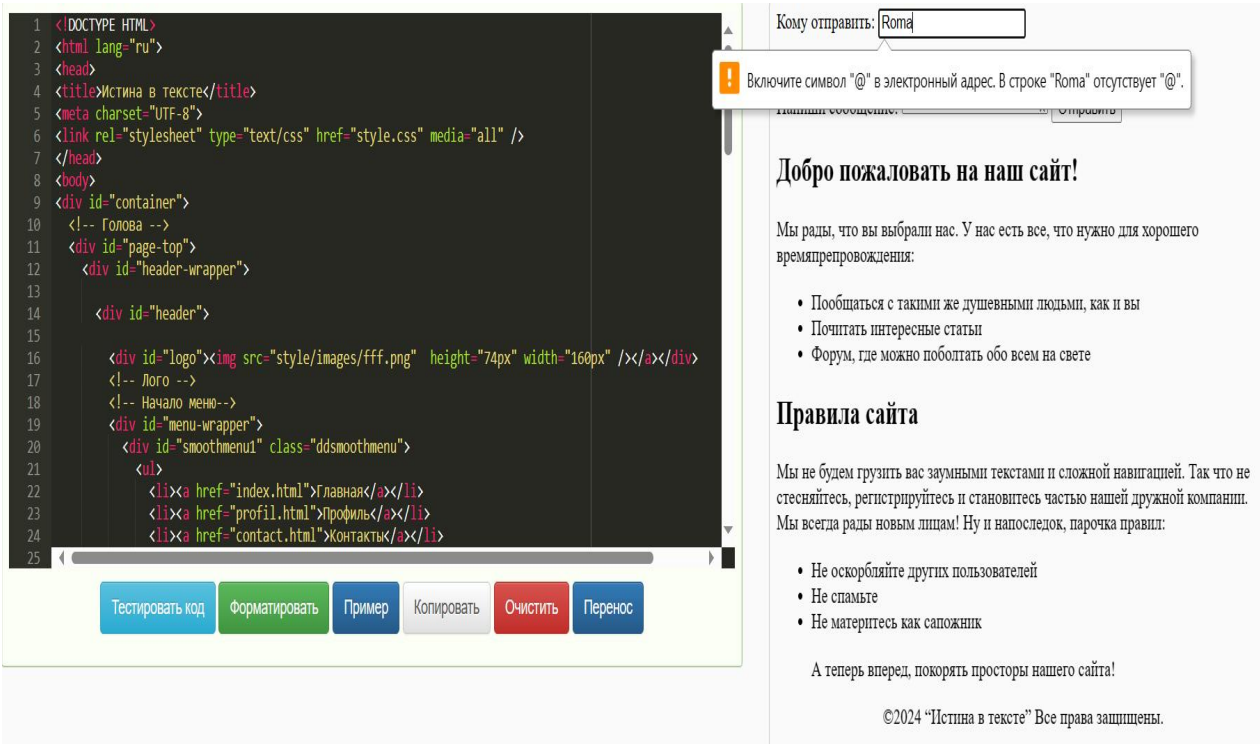 1 <!DOCTYPE HTML>
2 <html lang="ru">
3 <head>
4 <title>Истина в тексте</title>
5 <meta charset="UTF-8">
6 <link rel="stylesheet" type="text/css" href="style.css" media="all" />
7 </head>
8 <body>
9 <div id="container">
10 <!-- Голова -->
11 <div id="page-top">
12 <div id="header-wrapper">
13
14 <div id="header">
15
16 <div id="logo"><img src="style/images/fff.png"  height="74px" width="160px" /></a></div>
17 <!-- Лого -->
18 <!-- Начало меню-->
19 <div id="menu-wrapper">
20 <div id="smoothmenu1" class="ddsmoothmenu">
21 <ul>
22 <li><a href="index.html">Главная</a></li>
23 <li><a href="profil.html">Профиль</a></li>
24 <li><a href="contact.html">Контакты</a></li>
25
Тестировать код Форматировать Пример Копировать Очистить Перенос
Кому отправить: Roma
! Включите символ "@" в электронный адрес. В строке "Roma" отсутствует "@".
Напиши сообщение: Отправить
Добро пожаловать на наш сайт!
Мы рады, что вы выбрали нас. У нас есть все, что нужно для хорошего
времяпрепровождения:
• Пообщаться с такими же душевными людьми, как и вы
• Почитать интересные статьи
• Форум, где можно поболтать обо всем на свете
Правила сайта
Мы не будем грузить вас заумными текстами и сложной навигацией. Так что не
стесняйтесь, регистрируйтесь и становитесь частью нашей дружной компании.
Мы всегда рады новым лицам! Ну и напоследок, парочка правил:
• Не оскорбляйте других пользователей
• Не спамьте
• Не материтесь как сапожник
А теперь вперед, покорять просторы нашего сайта!
©2024 “Истина в тексте” Все права защищены.